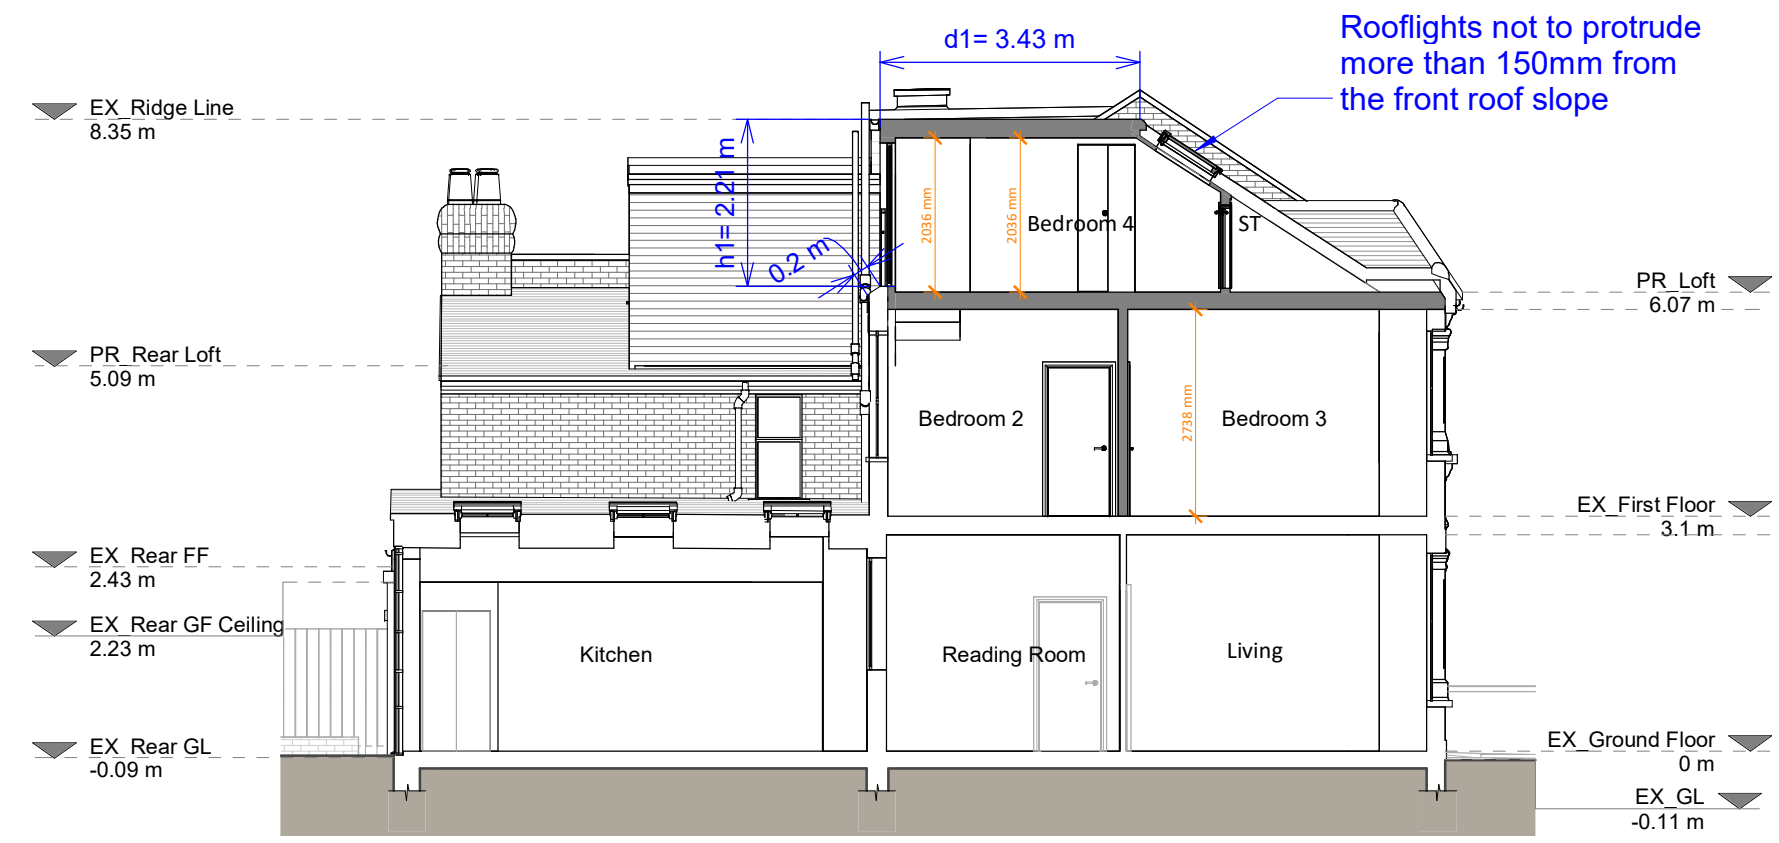 Rooflights not to protrude
more than 150mm from
the front roof slope
d1= 3.43 m
EX_Ridge Line
8.35 m
h1= 2.21 m
0.2 m
2036 mm
2036 mm
Bedroom 4
ST
PR_Loft
6.07 m
PR_Rear Loft
5.09 m
Bedroom 2
2738 mm
Bedroom 3
EX_First Floor
3.1 m
EX_Rear FF
2.43 m
EX_Rear GF Ceiling
2.23 m
Kitchen
Reading Room
Living
EX_Rear GL
-0.09 m
EX_Ground Floor
0 m
EX_GL
-0.11 m